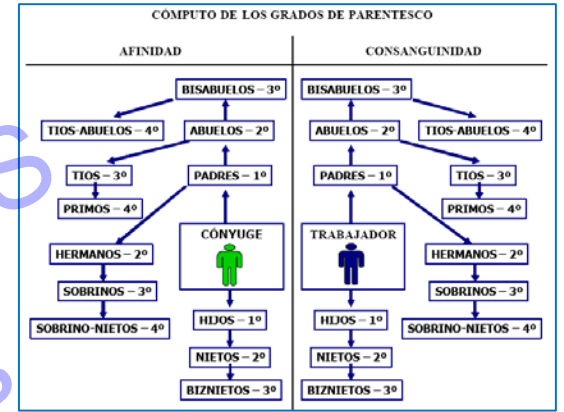 CÓMPUTO DE LOS GRADOS DE PARENTESCO
AFINIDAD
CONSANGUINIDAD
BISABUELOS – 3º
TIOS-ABUELOS – 4º
ABUELOS – 2º
TIOS – 3º
PADRES – 1º
PRIMOS – 4º
CÓNYUGE
HERMANOS – 2º
SOBRINOS – 3º
SOBRINO-NIETOS – 4º
HIJOS – 1º
NIETOS – 2º
BIZNIETOS – 3º
BISABUELOS – 3º
ABUELOS – 2º
TIOS-ABUELOS – 4º
PADRES – 1º
TIOS – 3º
PRIMOS – 4º
TRABAJADOR
HERMANOS – 2º
SOBRINOS – 3º
SOBRINO-NIETOS – 4º
HIJOS – 1º
NIETOS – 2º
BIZNIETOS – 3º